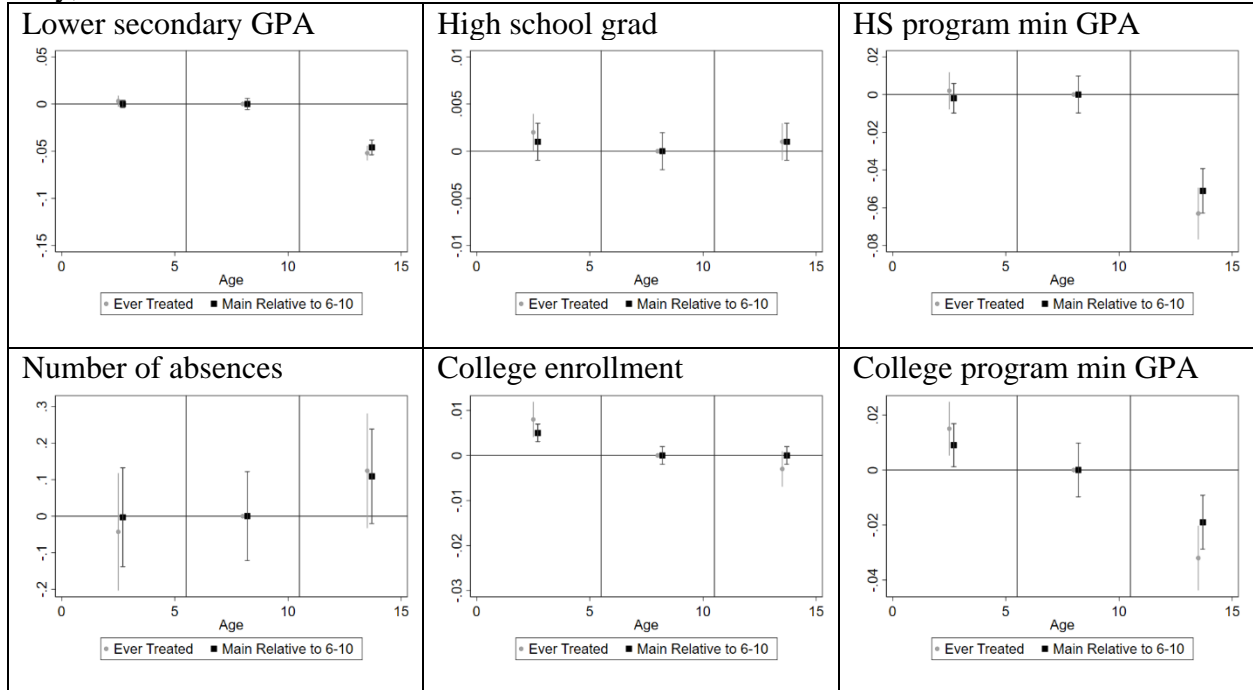 Lower secondary GPA
.05
0
-.05
-.1
-.15
0 5 10 15
Age
Ever Treated Main Relative to 6-10
High school grad
.01
.005
0
-.005
-.01
0 5 10 15
Age
Ever Treated Main Relative to 6-10
HS program min GPA
.02
0
-.02
-.04
-.06
-.08
0 5 10 15
Age
Ever Treated Main Relative to 6-10
Number of absences
.3
.2
.1
0
-.1
-.2
0 5 10 15
Age
Ever Treated Main Relative to 6-10
College enrollment
.01
0
-.01
-.02
-.03
0 5 10 15
Age
Ever Treated Main Relative to 6-10
College program min GPA
.02
0
-.02
-.04
0 5 10 15
Age
Ever Treated Main Relative to 6-10